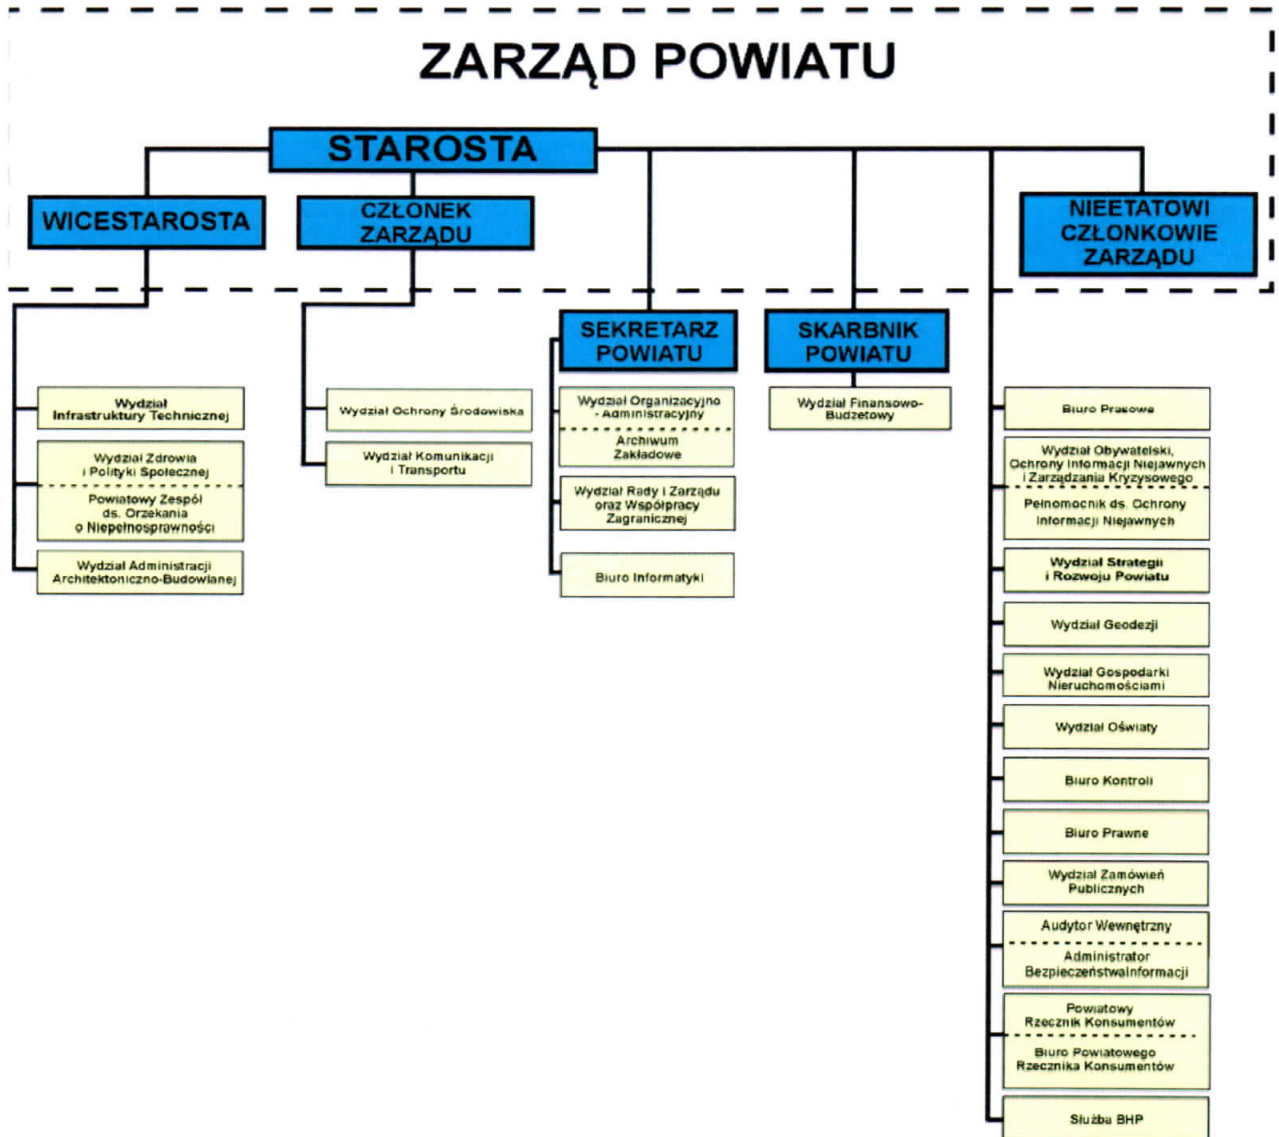 ZARZĄD POWIATU
STAROSTA
WICESTAROSTA
CZŁONEK
ZARZĄDU
NIEETATOWI
CZŁONKOWIE
ZARZĄDU
SEKRETARZ
POWIATU
SKARBNIK
POWIATU
Wydział
Infrastruktury Technicznej
Wydział Zdrowia
i Polityki Społecznej
Powiatowy Zespół
ds. Orzekania
o Niepełnosprawności
Wydział Administracji
Architektoniczno-Budowlanej
Wydział Ochrony Środowiska
Wydział Komunikacji
i Transportu
Wydział Organizacyjno
- Administracyjny
Archiwum
Zakładowe
Wydział Rady i Zarządu
oraz Współpracy
Zagranicznej
Biuro Informatyki
Wydział Finansowo-
Budżetowy
Biuro Prasowe
Wydział Obywatelski,
Ochrony Informacji Niejawnych
i Zarządzania Kryzysowego
Pełnomocnik ds. Ochrony
Informacji Niejawnych
Wydział Strategii
i Rozwoju Powiatu
Wydział Geodezji
Wydział Gospodarki
Nieruchomościami
Wydział Oświaty
Biuro Kontroli
Biuro Prawne
Wydział Zamówień
Publicznych
Audytor Wewnętrzny
Administrator
BezpieczeństwaInformacji
Powiatowy
Rzecznik Konsumentów
Biuro Powiatowego
Rzecznika Konsumentów
Służba BHP